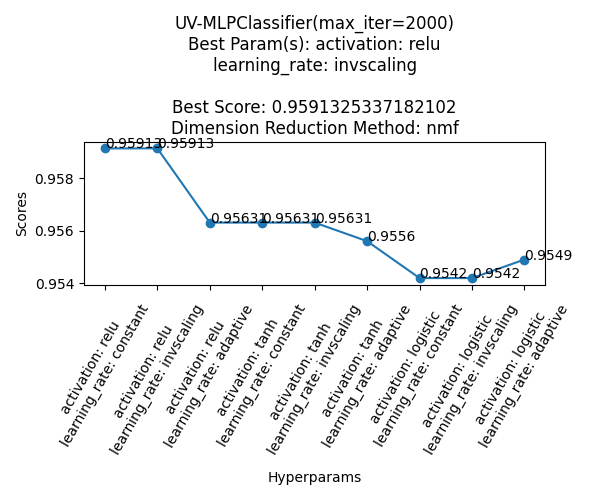 UV-MLPClassifier(max_iter=2000)
Best Param(s): activation: relu
learning_rate: invscaling
Best Score: 0.9591325337182102
Dimension Reduction Method: nmf
Scores
0.958
0.956
0.954
0.95913
0.95913
0.95631
0.95631
0.95631
0.9556
0.9542
0.9542
0.9549
activation: relu
learning_rate: constant
activation: relu
learning_rate: invscaling
activation: relu
learning_rate: adaptive
activation: tanh
learning_rate: constant
activation: tanh
learning_rate: invscaling
activation: tanh
learning_rate: adaptive
activation: logistic
learning_rate: constant
activation: logistic
learning_rate: invscaling
activation: logistic
learning_rate: adaptive
Hyperparams